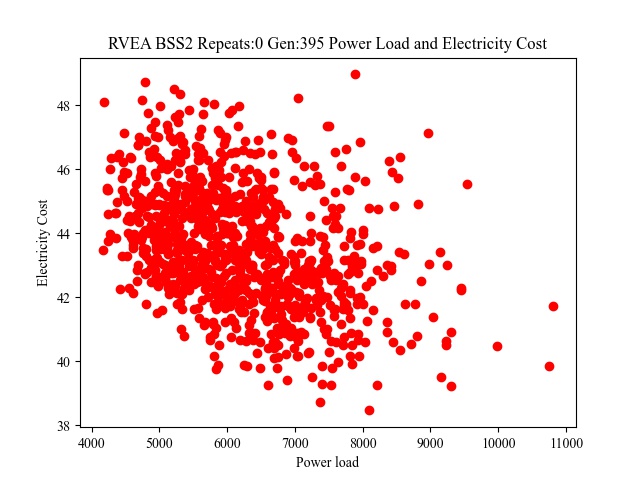 RVEA BSS2 Repeats:0 Gen:395 Power Load and Electricity Cost
48
46
44
42
40
38
Electricity Cost
4000 5000 6000 7000 8000 9000 10000 11000
Power load